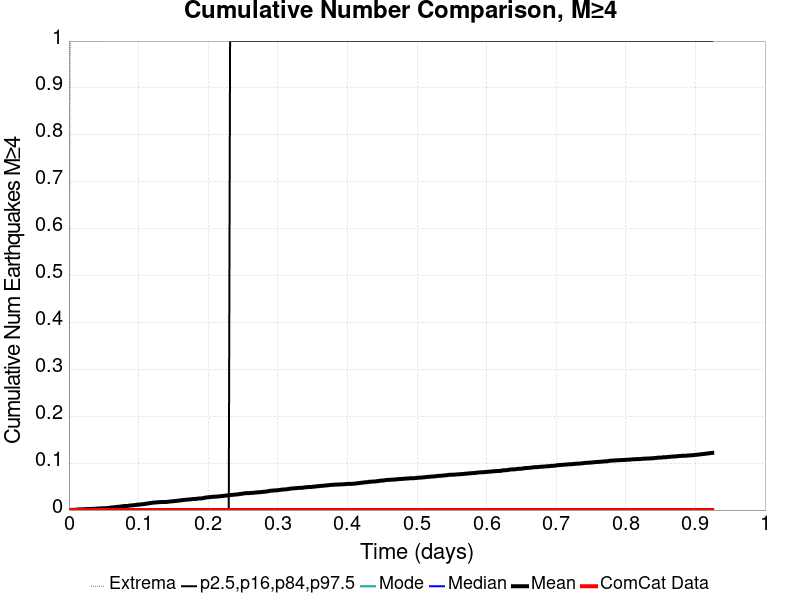 Cumulative Number Comparison, M≥4
Cumulative Num Earthquakes M≥4
1
0.9
0.8
0.7
0.6
0.5
0.4
0.3
0.2
0.1
0
0 0.1 0.2 0.3 0.4 0.5 0.6 0.7 0.8 0.9 1
Time (days)
Extrema p2.5,p16,p84,p97.5 Mode Median Mean ComCat Data